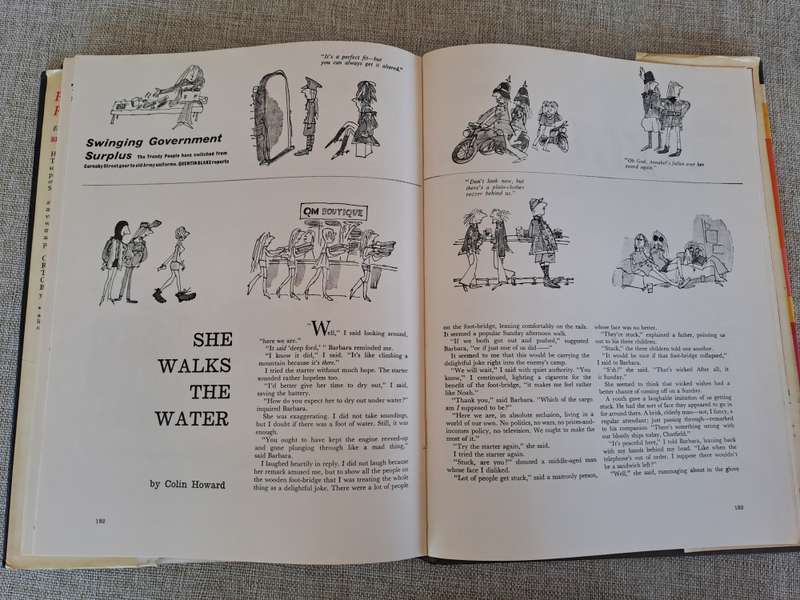 "It's a perfect fit—but
you can always get it altered."
Swinging Government
Surplus The Trendy People have switched from
Carnaby Street gear to old Army uniforms. QUENTIN BLAKE reports
"Oh God, Annabel's fallen over her
sword again."
"Don't look now, but
there's a plain-clothes
rocker behind us."
QM BOUTIQUE
SHE
WALKS
THE
WATER
by Colin Howard
"Well," I said looking around,
"here we are."
"It said 'deep ford,'" Barbara reminded me.
"I know it did," I said. "It's like climbing a
mountain because it's there."
I tried the starter without much hope. The starter
sounded rather hopeless too.
"I'd better give her time to dry out," I said,
saving the battery.
"How do you expect her to dry out under water?"
inquired Barbara.
She was exaggerating. I did not take soundings,
but I doubt if there was a foot of water. Still, it was
enough.
"You ought to have kept the engine revved-up
and gone plunging through like a mad thing,"
said Barbara.
I laughed heartily in reply. I did not laugh because
her remark amused me, but to show all the people on
the wooden foot-bridge that I was treating the whole
thing as a delightful joke. There were a lot of people
182
on the foot-bridge, leaning comfortably on the rails.
It seemed a popular Sunday afternoon walk.
"If we both got out and pushed," suggested
Barbara, "or if just one of us did——"
It seemed to me that this would be carrying the
delightful joke right into the enemy's camp.
"We will wait," I said with quiet authority. "You
know," I continued, lighting a cigarette for the
benefit of the foot-bridge, "it makes me feel rather
like Noah."
"Thank you," said Barbara. "Which of the cargo
am I supposed to be?"
"Here we are, in absolute seclusion, living in a
world of our own. No politics, no wars, no prices-and-
incomes policy, no television. We ought to make the
most of it."
"Try the starter again," she said.
I tried the starter again.
"Stuck, are you?" shouted a middle-aged man
whose face I disliked.
"Lot of people get stuck," said a matronly person,
whose face was no better.
"They're stuck," explained a father, pointing us
out to his three children.
"Stuck," the three children told one another.
"It would be nice if that foot-bridge collapsed,"
I said to Barbara.
"S'sh!" she said. "That's wicked! After all, it
is Sunday."
She seemed to think that wicked wishes had a
better chance of coming off on a Sunday.
A youth gave a laughable imitation of us getting
stuck. He had the sort of face they appeared to go in
for around there. A brisk, elderly man—not, I fancy, a
regular attendant; just passing through—remarked
to his companion "There's something wrong with
our bloody ships today, Chatfield."
"It's peaceful here," I told Barbara, leaning back
with my hands behind my head. "Like when the
telephone's out of order. I suppose there wouldn't
be a sandwich left?"
"Well," she said, rummaging about in the glove
183